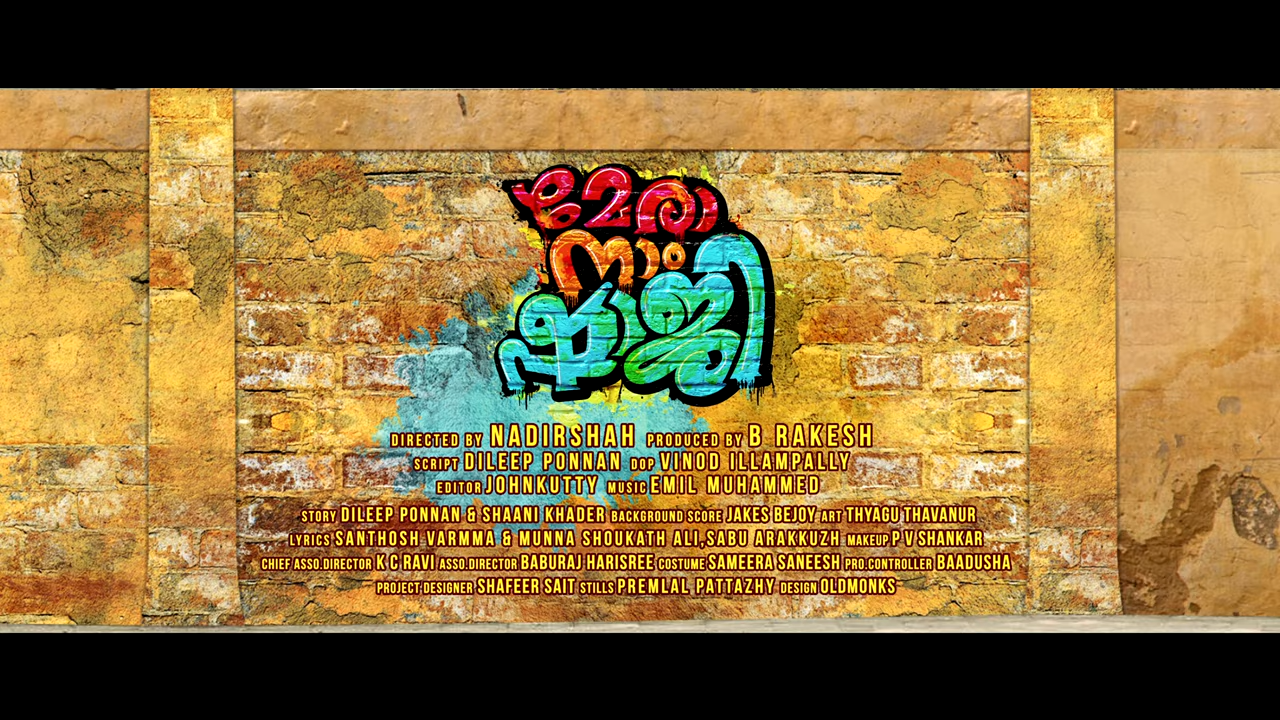 മേരാ
നാം
ഷാജി
DIRECTED BY NADIRSHAH PRODUCED BY B RAKESH
SCRIPT DILEEP PONNAN DOP VINOD ILLAMPALLY
EDITOR JOHNKUTTY MUSIC EMIL MUHAMMED
STORY DILEEP PONNAN & SHAANI KHADER BACKGROUND SCORE JAKES BEJOY ART THYAGU THAVANUR
LYRICS SANTHOSH VARMMA & MUNNA SHOUKATH ALI,SABU ARAKKUZH MAKEUP P V SHANKAR
CHIEF ASSO.DIRECTOR K C RAVI ASSO.DIRECTOR BABURAJ HARISREE COSTUME SAMEERA SANEESH PRO.CONTROLLER BAADUSHA
PROJECT DESIGNER SHAFEER SAIT STILLS PREMLAL PATTAZHY DESIGN OLDMONKS